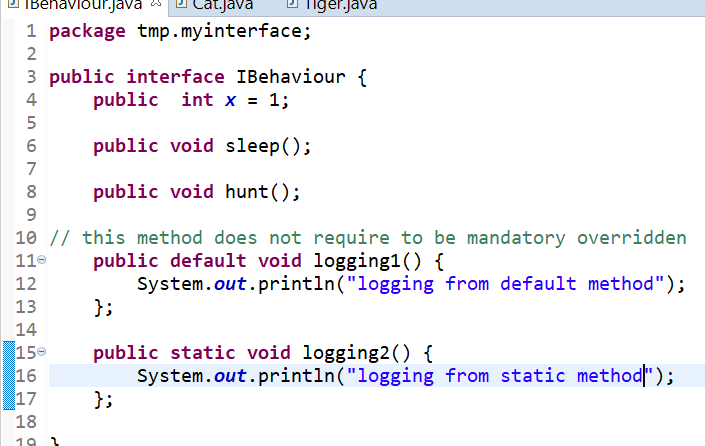 IBehaviour.java Cat.java Tiger.java
1 package tmp.myinterface;
2
3 public interface IBehaviour {
4 public  int x = 1;
5
6 public void sleep();
7
8 public void hunt();
9
10 // this method does not require to be mandatory overridden
11 public default void logging1() {
12 System.out.println("logging from default method");
13 };
14
15 public static void logging2() {
16 System.out.println("logging from static method");
17 };
18
19 }